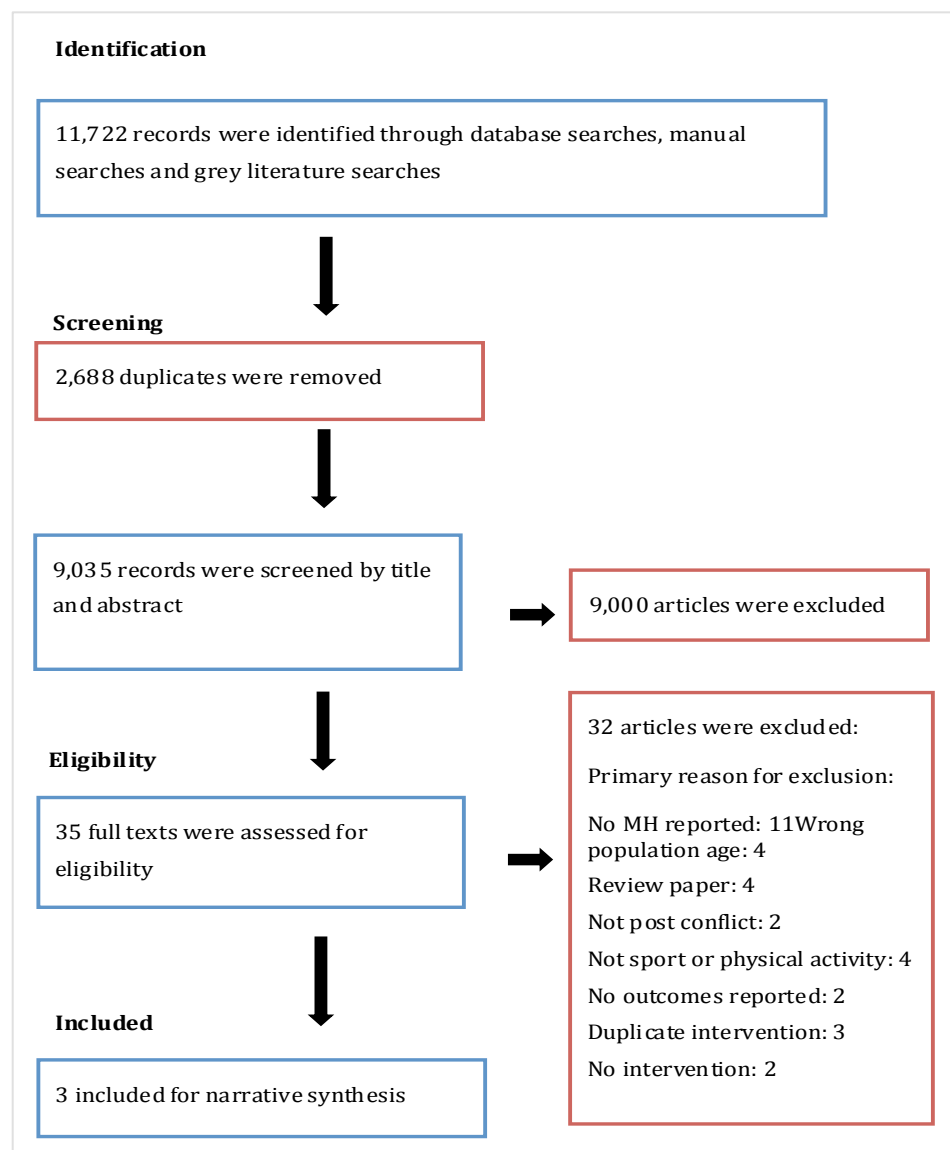 Identification
11,722 records were identified through database searches, manual
searches and grey literature searches
Screening
2,688 duplicates were removed
9,035 records were screened by title
and abstract
9,000 articles were excluded
Eligibility
35 full texts were assessed for
eligibility
32 articles were excluded:
Primary reason for exclusion:
No MH reported: 11Wrong
population age: 4
Review paper: 4
Not post conflict: 2
Not sport or physical activity: 4
No outcomes reported: 2
Duplicate intervention: 3
No intervention: 2
Included
3 included for narrative synthesis